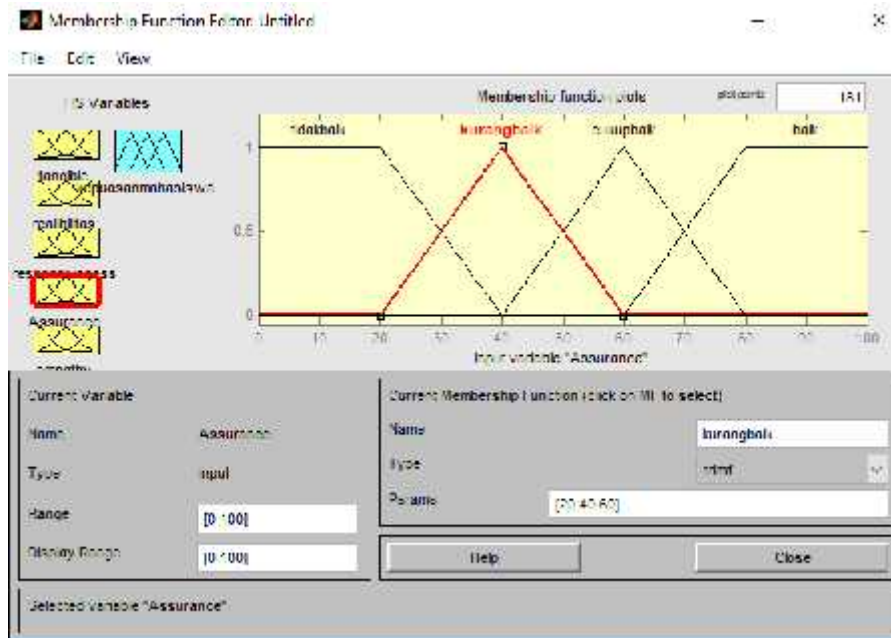 Membership Function Editor: Untitled
File Edit View
FIS Variables
Membership function plots
plot points:
181
tidakbaik
kurangbaik
cukupbaik
baik
1
0.5
0
0 10 20 30 40 50 60 70 80 90 100
input variable "Assurance"
tangible
realibilitas
responsiveness
Assurance
Current Variable
Name Assurance
Type input
Range [0 100]
Display Range [0 100]
Current Membership Function (click on MF to select)
Name kurangbaik
Type trimf
Params [20 40 60]
Help
Close
Selected variable "Assurance"